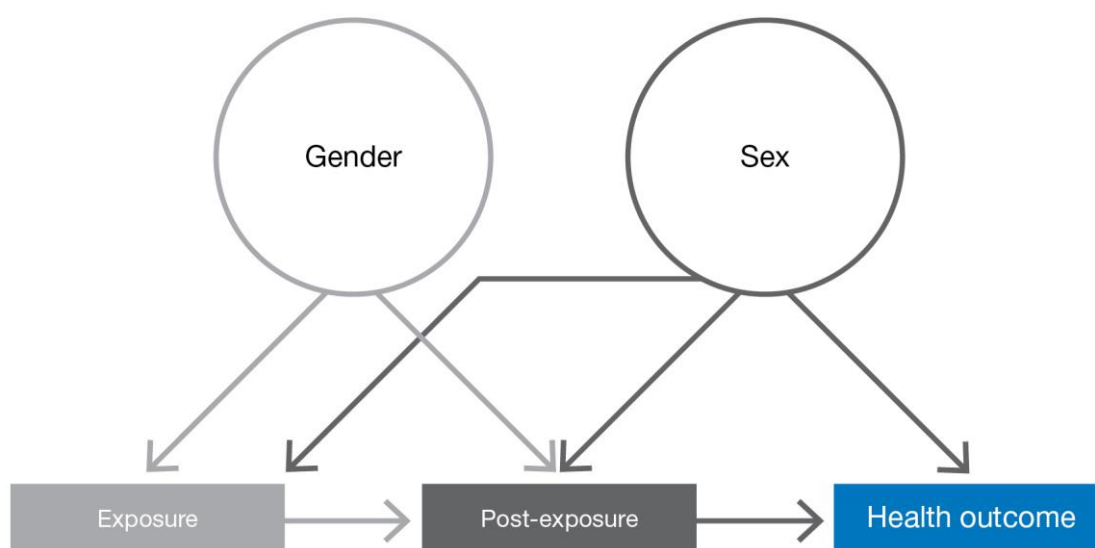 Gender
Sex
Exposure
Post-exposure
Health outcome